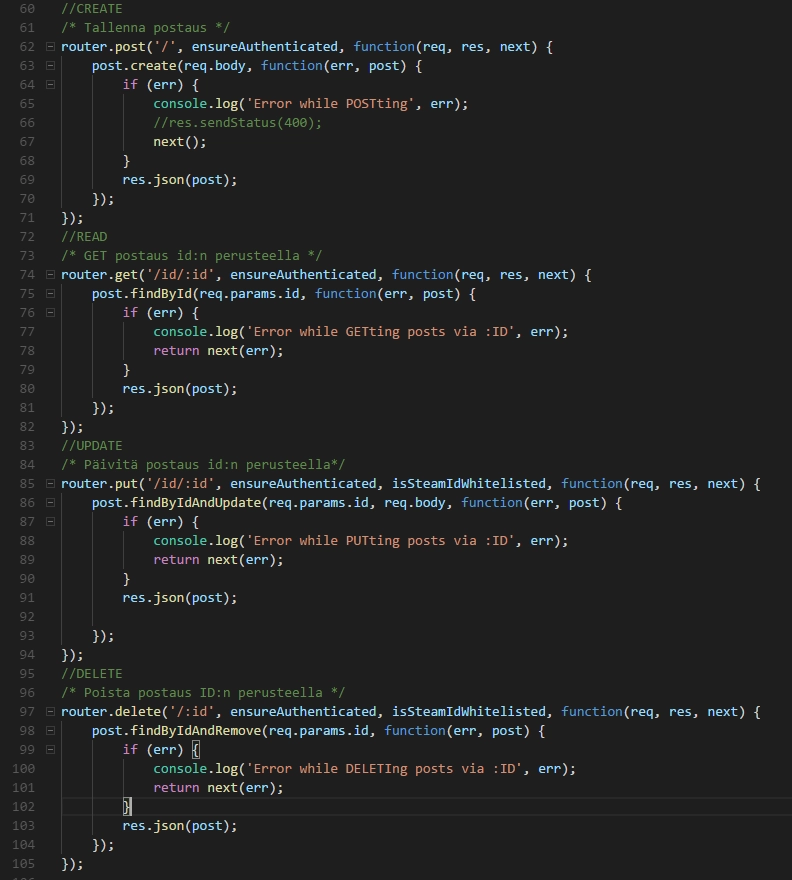 60 //CREATE
61 /* Tallenna postaus */
62 router.post('/', ensureAuthenticated, function(req, res, next) {
63     post.create(req.body, function(err, post) {
64         if (err) {
65             console.log('Error while POSTting', err);
66             //res.sendStatus(400);
67             next();
68         }
69         res.json(post);
70     });
71 });
72 //READ
73 /* GET postaus id:n perusteella */
74 router.get('/id/:id', ensureAuthenticated, function(req, res, next) {
75     post.findById(req.params.id, function(err, post) {
76         if (err) {
77             console.log('Error while GETting posts via :ID', err);
78             return next(err);
79         }
80         res.json(post);
81     });
82 });
83 //UPDATE
84 /* Päivitä postaus id:n perusteella*/
85 router.put('/id/:id', ensureAuthenticated, isSteamIdWhitelisted, function(req, res, next) {
86     post.findByIdAndUpdate(req.params.id, req.body, function(err, post) {
87         if (err) {
88             console.log('Error while PUTting posts via :ID', err);
89             return next(err);
90         }
91         res.json(post);
92
93     });
94 });
95 //DELETE
96 /* Poista postaus ID:n perusteella */
97 router.delete('/:id', ensureAuthenticated, isSteamIdWhitelisted, function(req, res, next) {
98     post.findByIdAndRemove(req.params.id, function(err, post) {
99         if (err) {
100             console.log('Error while DELETIng posts via :ID', err);
101             return next(err);
102         }
103         res.json(post);
104     });
105 });